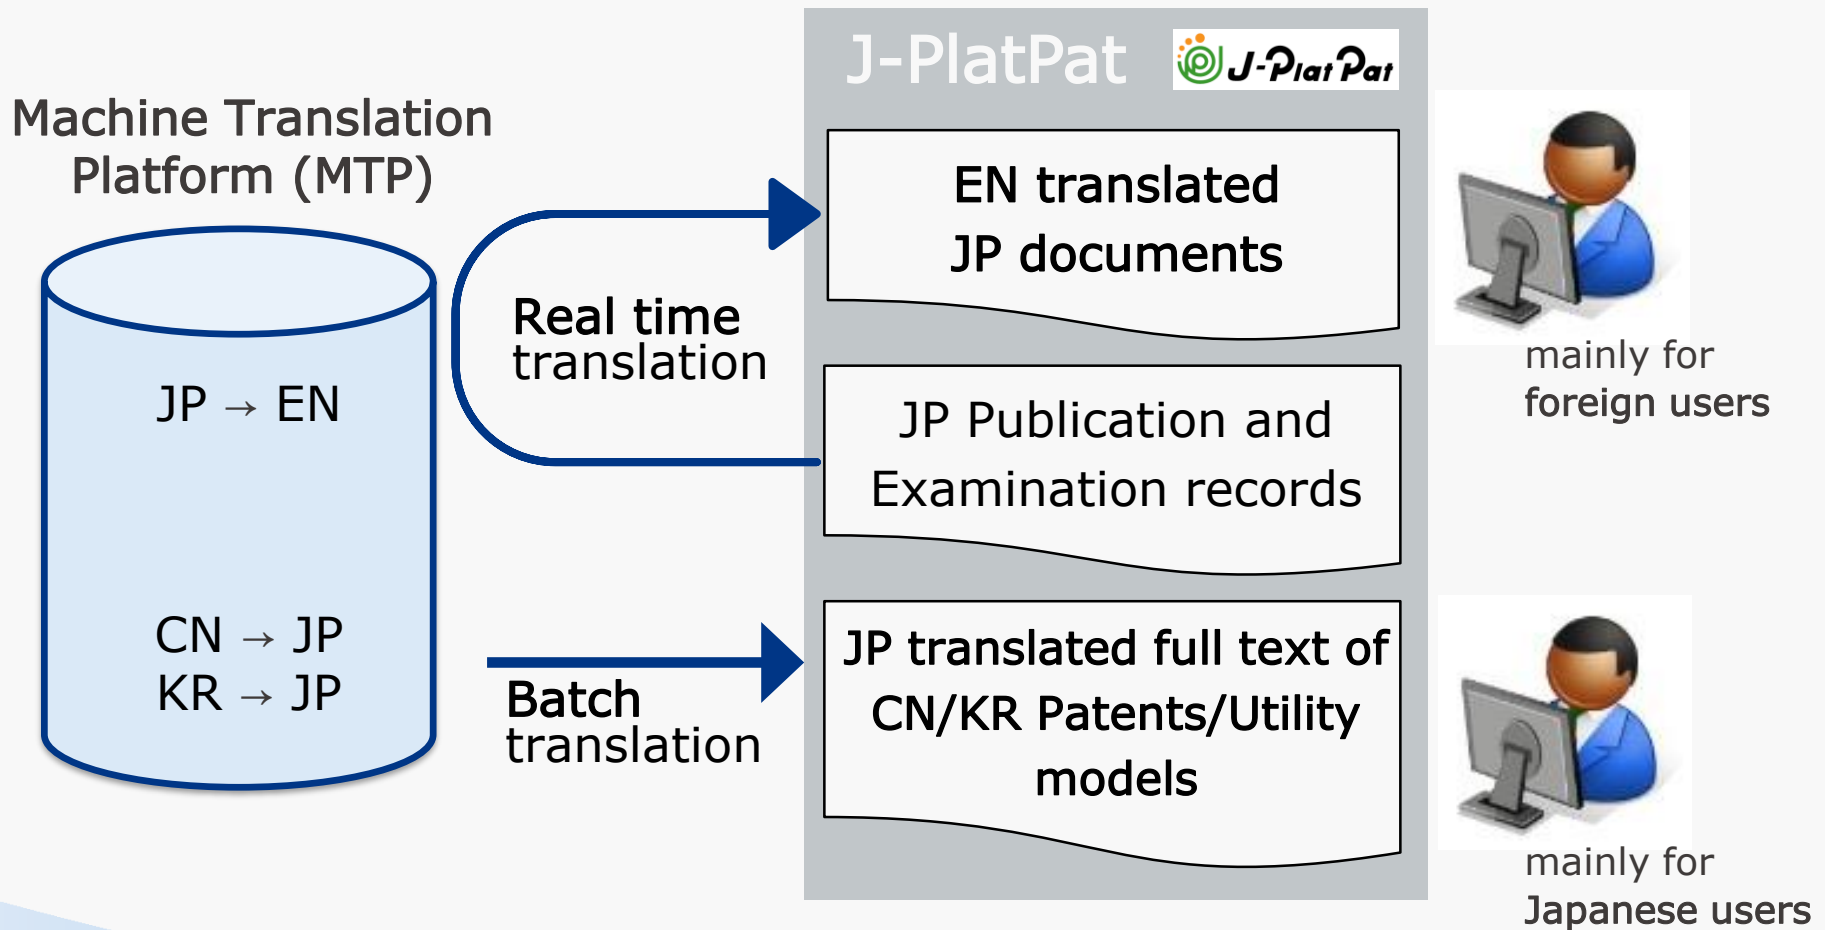 J-PlatPat
J-PlatPat
Machine Translation
Platform (MTP)
JP → EN
CN → JP
KR → JP
Real time
translation
Batch
translation
EN translated
JP documents
JP Publication and
Examination records
JP translated full text of
CN/KR Patents/Utility
models
mainly for
foreign users
mainly for
Japanese users